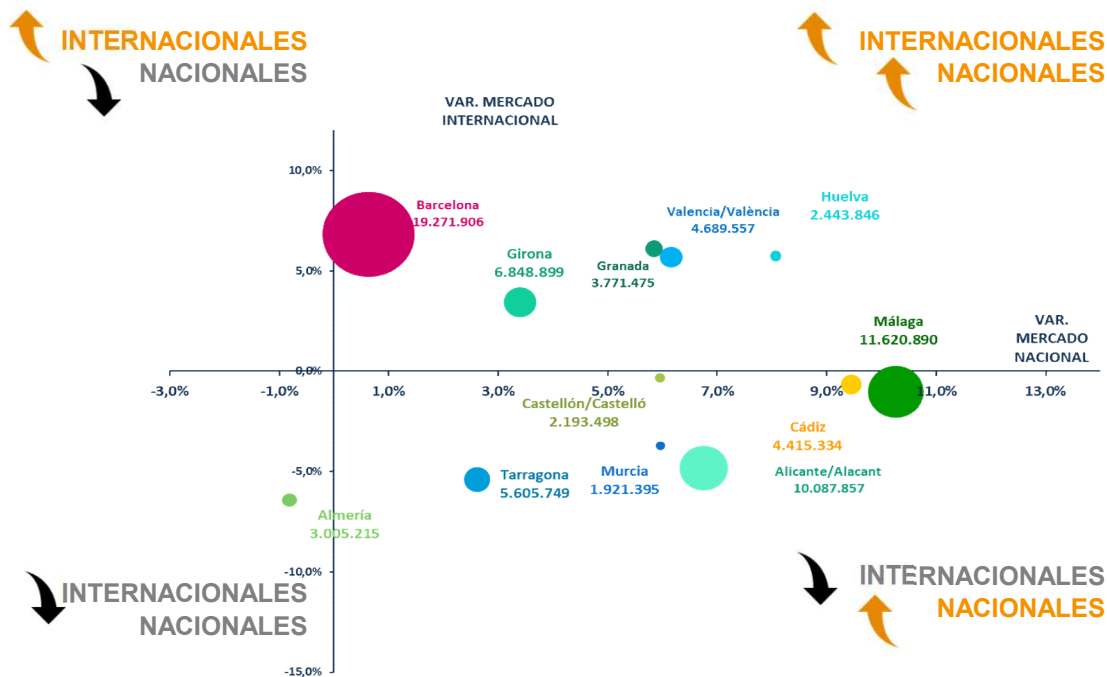 INTERNACIONALES
NACIONALES
INTERNACIONALES
NACIONALES
VAR. MERCADO
INTERNACIONAL
10,0%
Barcelona
19.271.906
Valencia/València
4.689.557
Huelva
2.443.846
Girona
6.848.899
Granada
3.771.475
5,0%
Málaga
11.620.890
VAR.
MERCADO
NACIONAL
0,0%
-3,0%
-1,0%
1,0%
3,0%
5,0%
7,0%
9,0%
11,0%
13,0%
Castellón/Castelló
2.193.498
Cádiz
4.415.334
-5,0%
Tarragona
5.605.749
Murcia
1.921.395
Alicante/Alacant
10.087.857
Almería
3.005.215
-10,0%
INTERNACIONALES
NACIONALES
INTERNACIONALES
NACIONALES
-15,0%